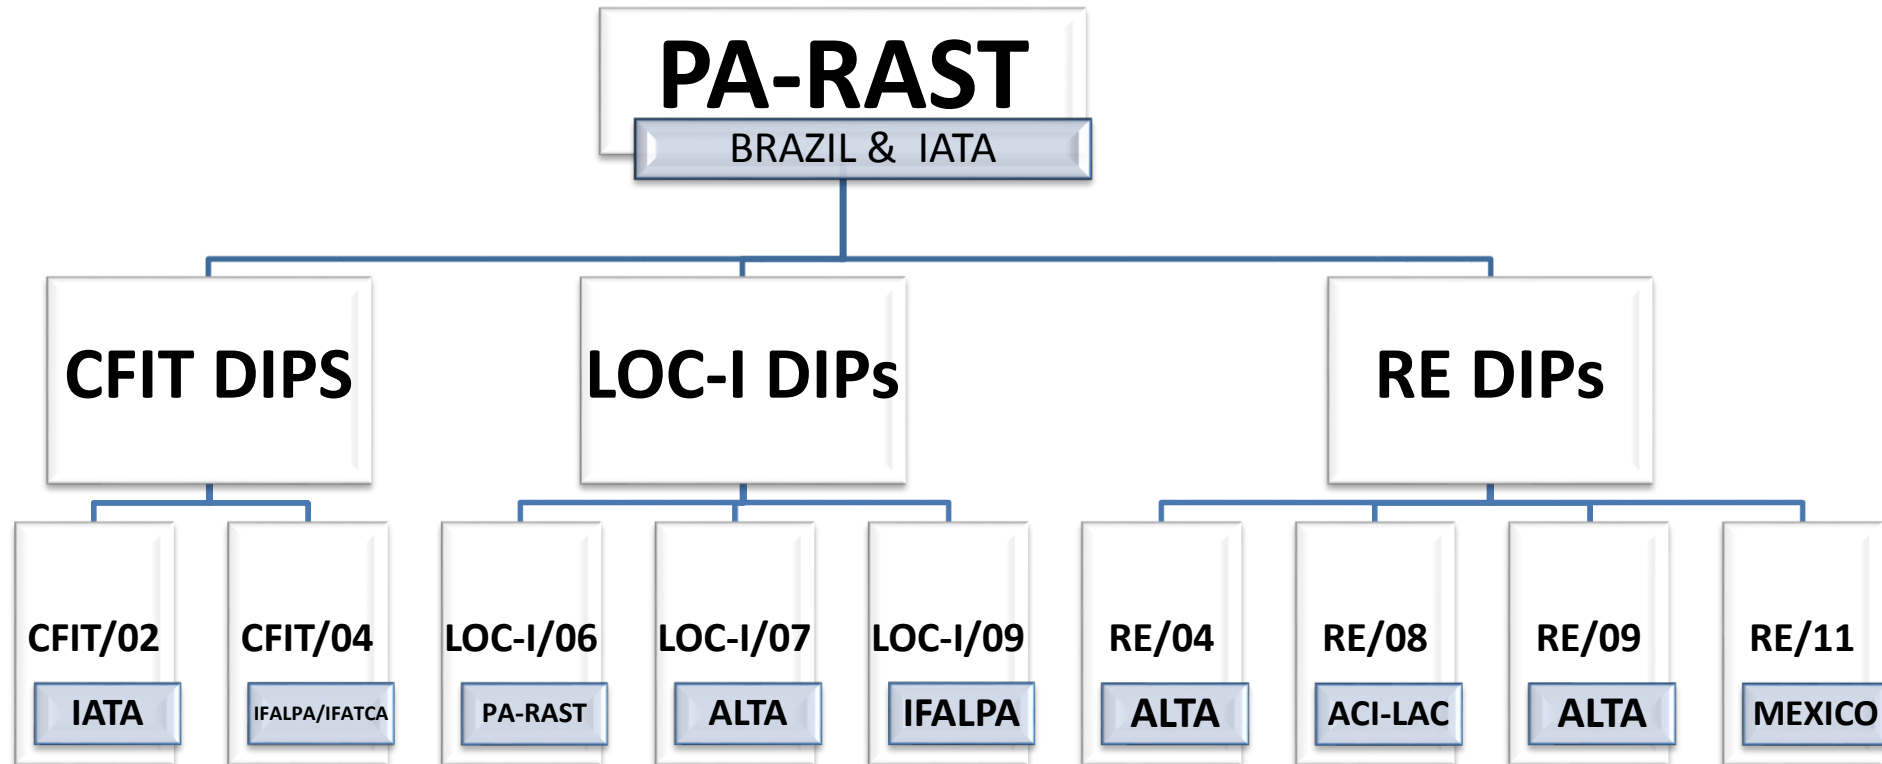 PA-RAST
BRAZIL & IATA
CFIT DIPS
LOC-I DIPs
RE DIPs
CFIT/02
IATA
CFIT/04
IFALPA/IFATCA
LOC-I/06
PA-RAST
LOC-I/07
ALTA
LOC-I/09
IFALPA
RE/04
ALTA
RE/08
ACI-LAC
RE/09
ALTA
RE/11
MEXICO